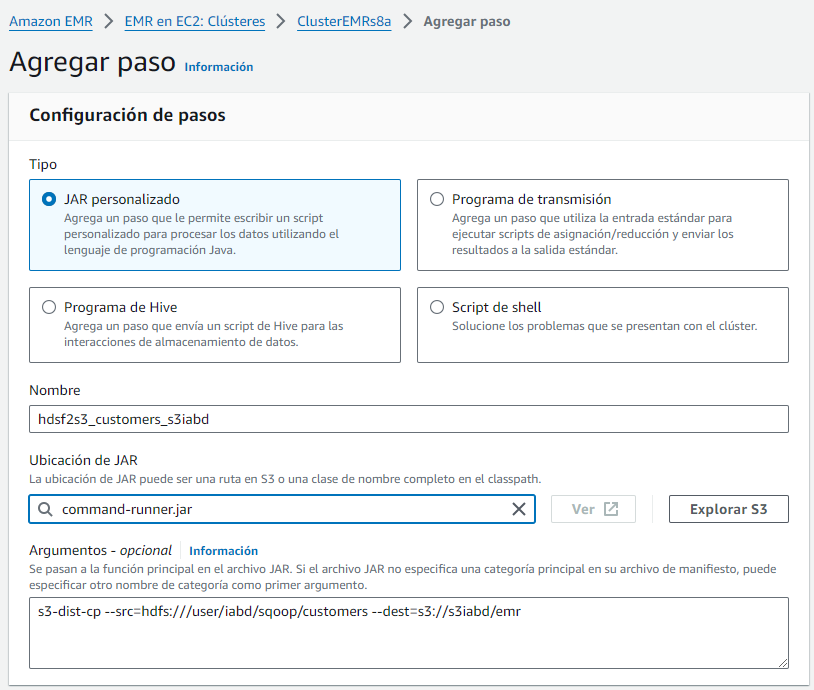 Amazon EMR > EMR en EC2: Clústeres > ClusterEMRs8a > Agregar paso
Agregar paso Información
Configuración de pasos
Tipo
JAR personalizado
Agrega un paso que le permite escribir un script
personalizado para procesar los datos utilizando el
lenguaje de programación Java.
Programa de transmisión
Agrega un paso que utiliza la entrada estándar para
ejecutar scripts de asignación/reducción y enviar los
resultados a la salida estándar.
Programa de Hive
Agrega un paso que envía un script de Hive para las
interacciones de almacenamiento de datos.
Script de shell
Solucione los problemas que se presentan con el clúster.
Nombre
hdsf2s3_customers_s3iabd
Ubicación de JAR
La ubicación de JAR puede ser una ruta en S3 o una clase de nombre completo en el classpath.
command-runner.jar
Ver
Explorar S3
Argumentos - opcional Información
Se pasan a la función principal en el archivo JAR. Si el archivo JAR no especifica una categoría principal en su archivo de manifiesto, puede
especificar otro nombre de categoría como primer argumento.
s3-dist-cp --src=hdfs:///user/iabd/sqoop/customers --dest=s3://s3iabd/emr